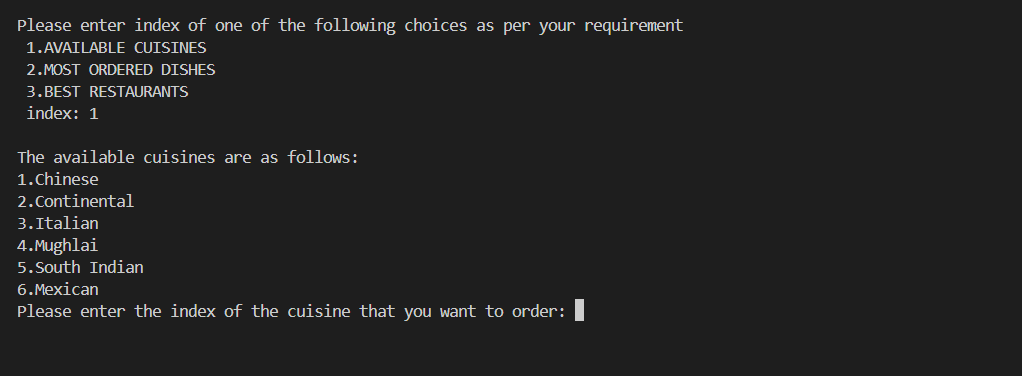 Please enter index of one of the following choices as per your requirement
1.AVAILABLE CUISINES
2.MOST ORDERED DISHES
3.BEST RESTAURANTS
index: 1
The available cuisines are as follows:
1.Chinese
2.Continental
3.Italian
4.Mughlai
5.South Indian
6.Mexican
Please enter the index of the cuisine that you want to order: